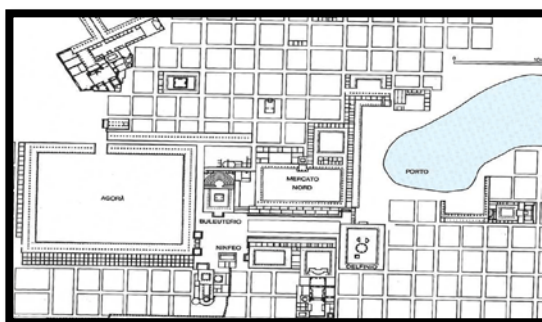 AGORÀ
BULEUTERIO
MERCATO
NORD
PORTO
NINFEO
DELFINIO